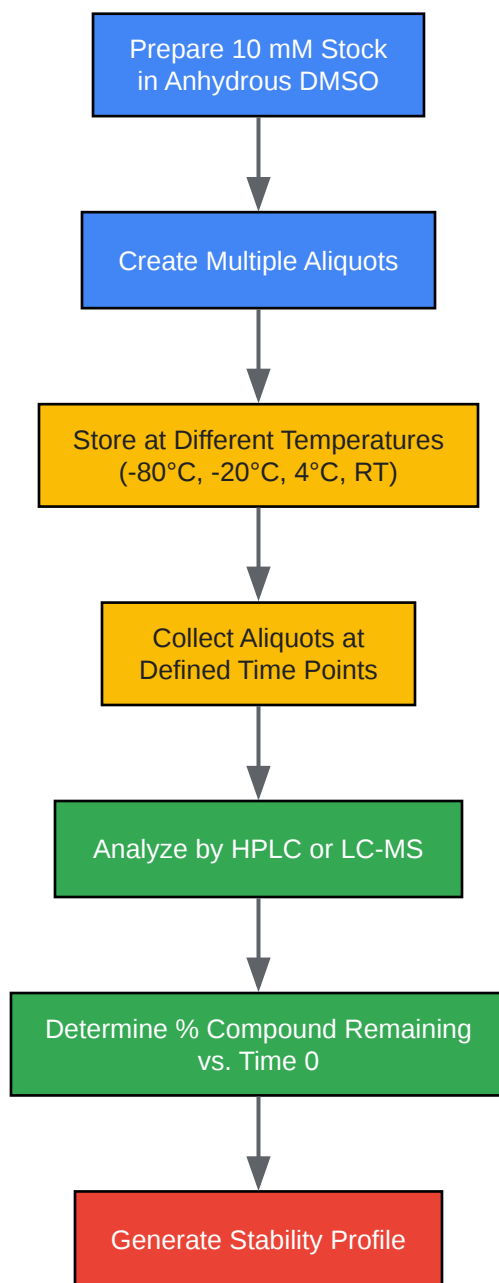 Prepare 10 mM Stock
in Anhydrous DMSO
Create Multiple Aliquots
Store at Different Temperatures
(-80°C, -20°C, 4°C, RT)
Collect Aliquots at
Defined Time Points
Analyze by HPLC or LC-MS
Determine % Compound Remaining
vs. Time 0
Generate Stability Profile